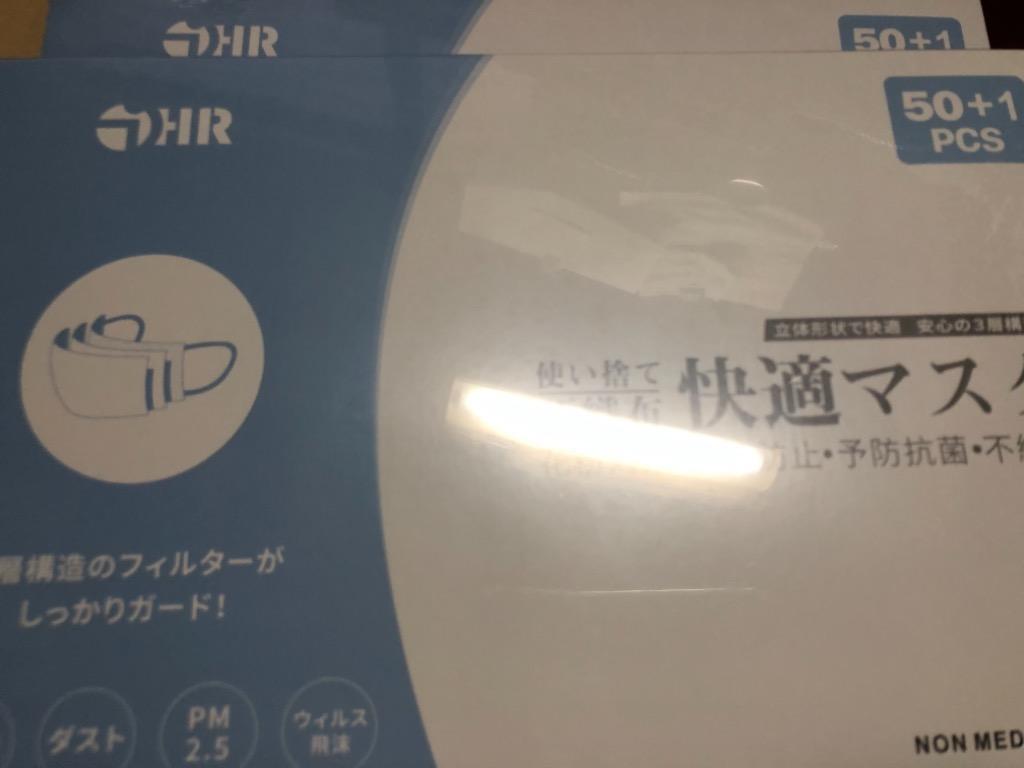 HR
50+1
HR
50+1
PCS
立体形状で快適 安心の3層構
使い捨て
快適マス
防止・予防抗菌・不織
層構造のフィルターが
しっかりガード!
ダスト
PM
2.5
ウィルス
飛沫
NON MED